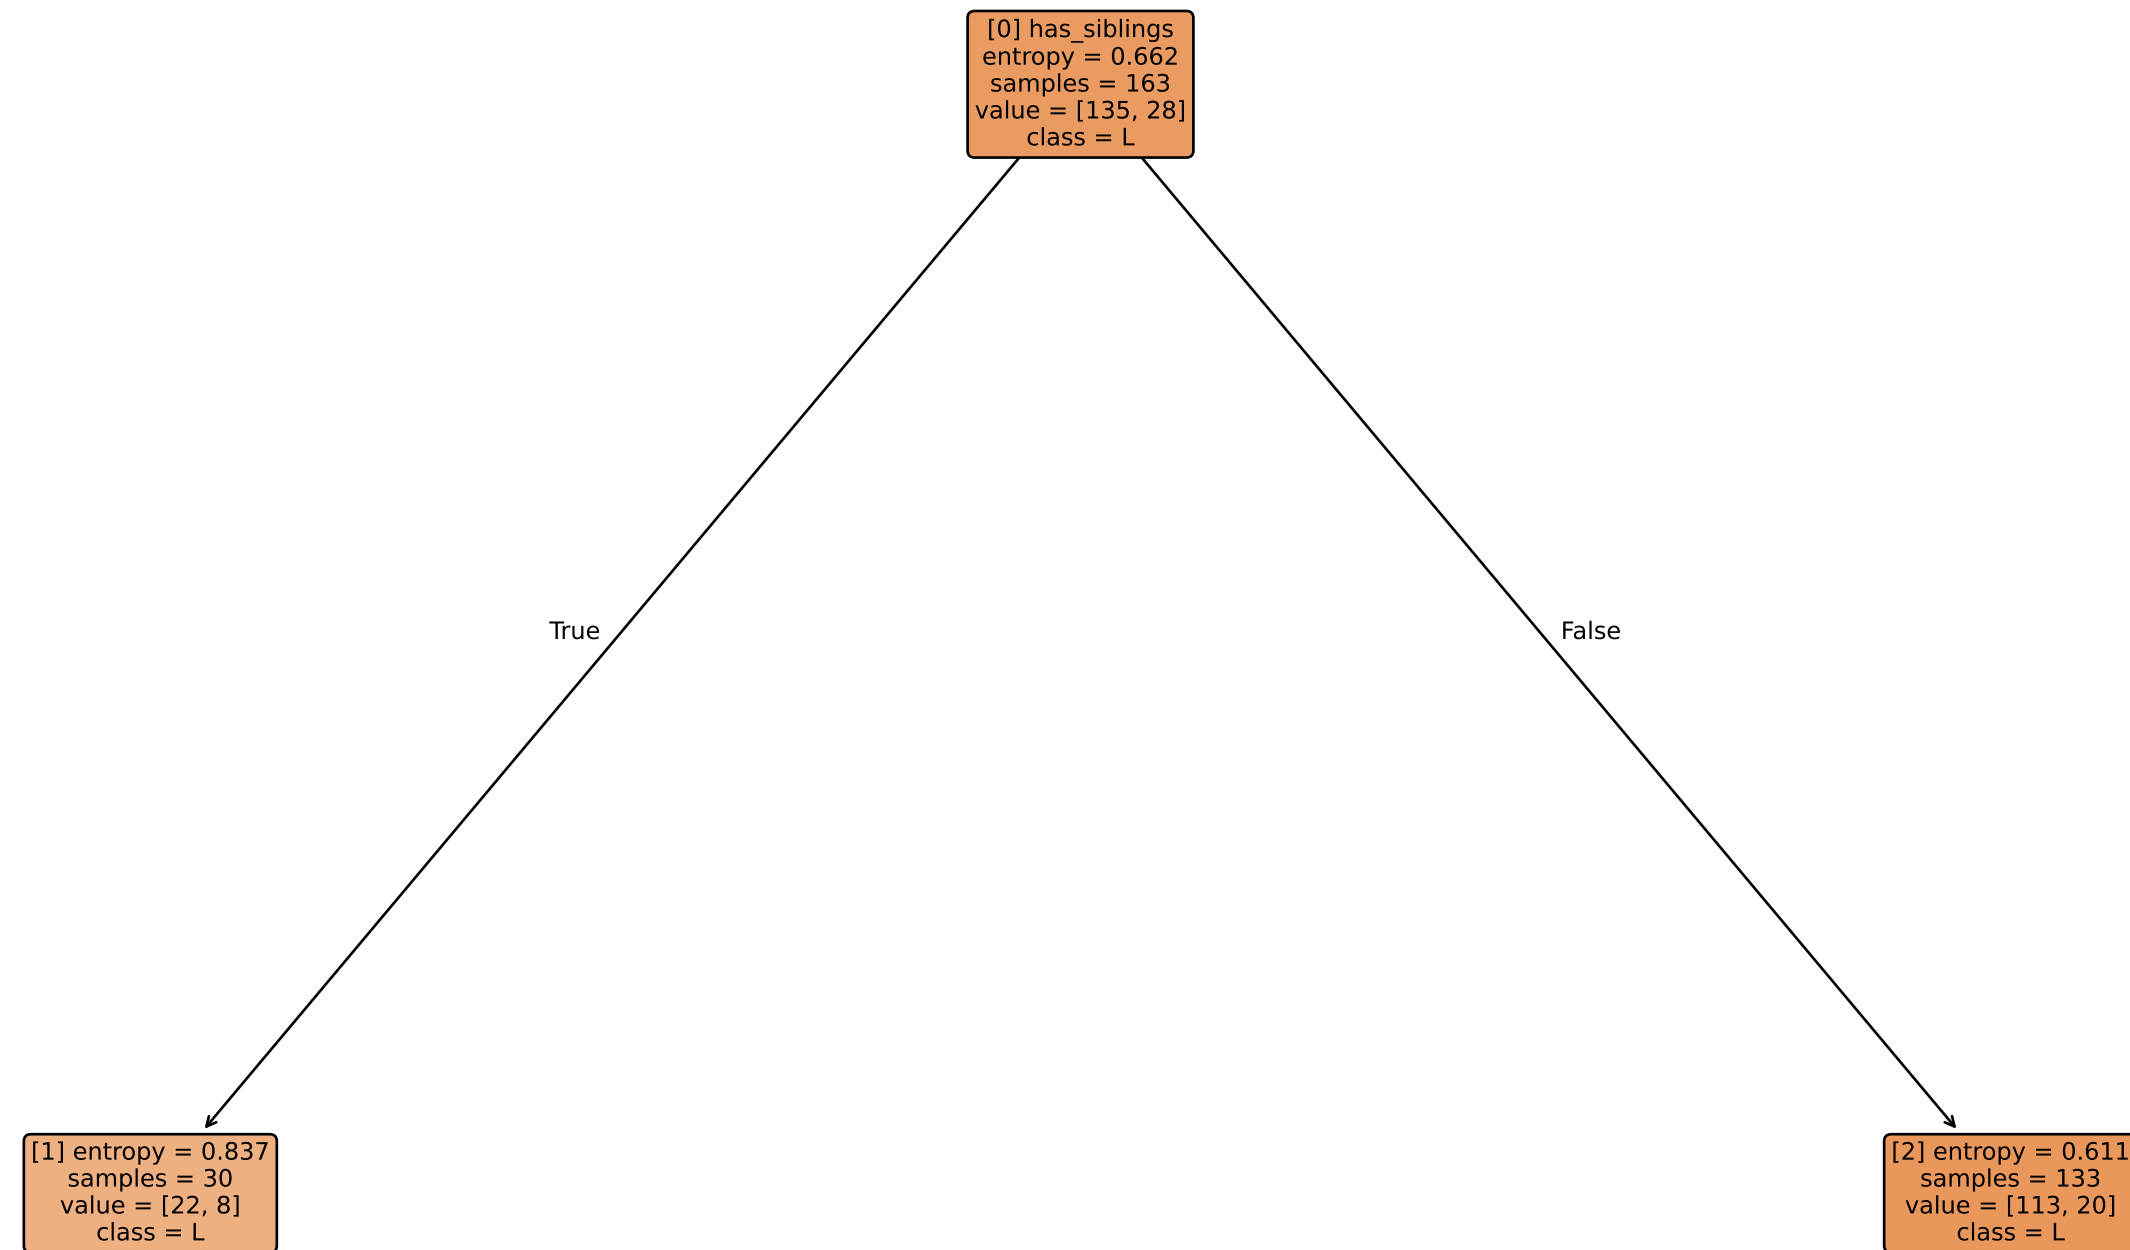 [0] has_siblings
entropy = 0.662
samples = 163
value = [135, 28]
class = L
True
False
[1] entropy = 0.837
samples = 30
value = [22, 8]
class = L
[2] entropy = 0.611
samples = 133
value = [113, 20]
class = L